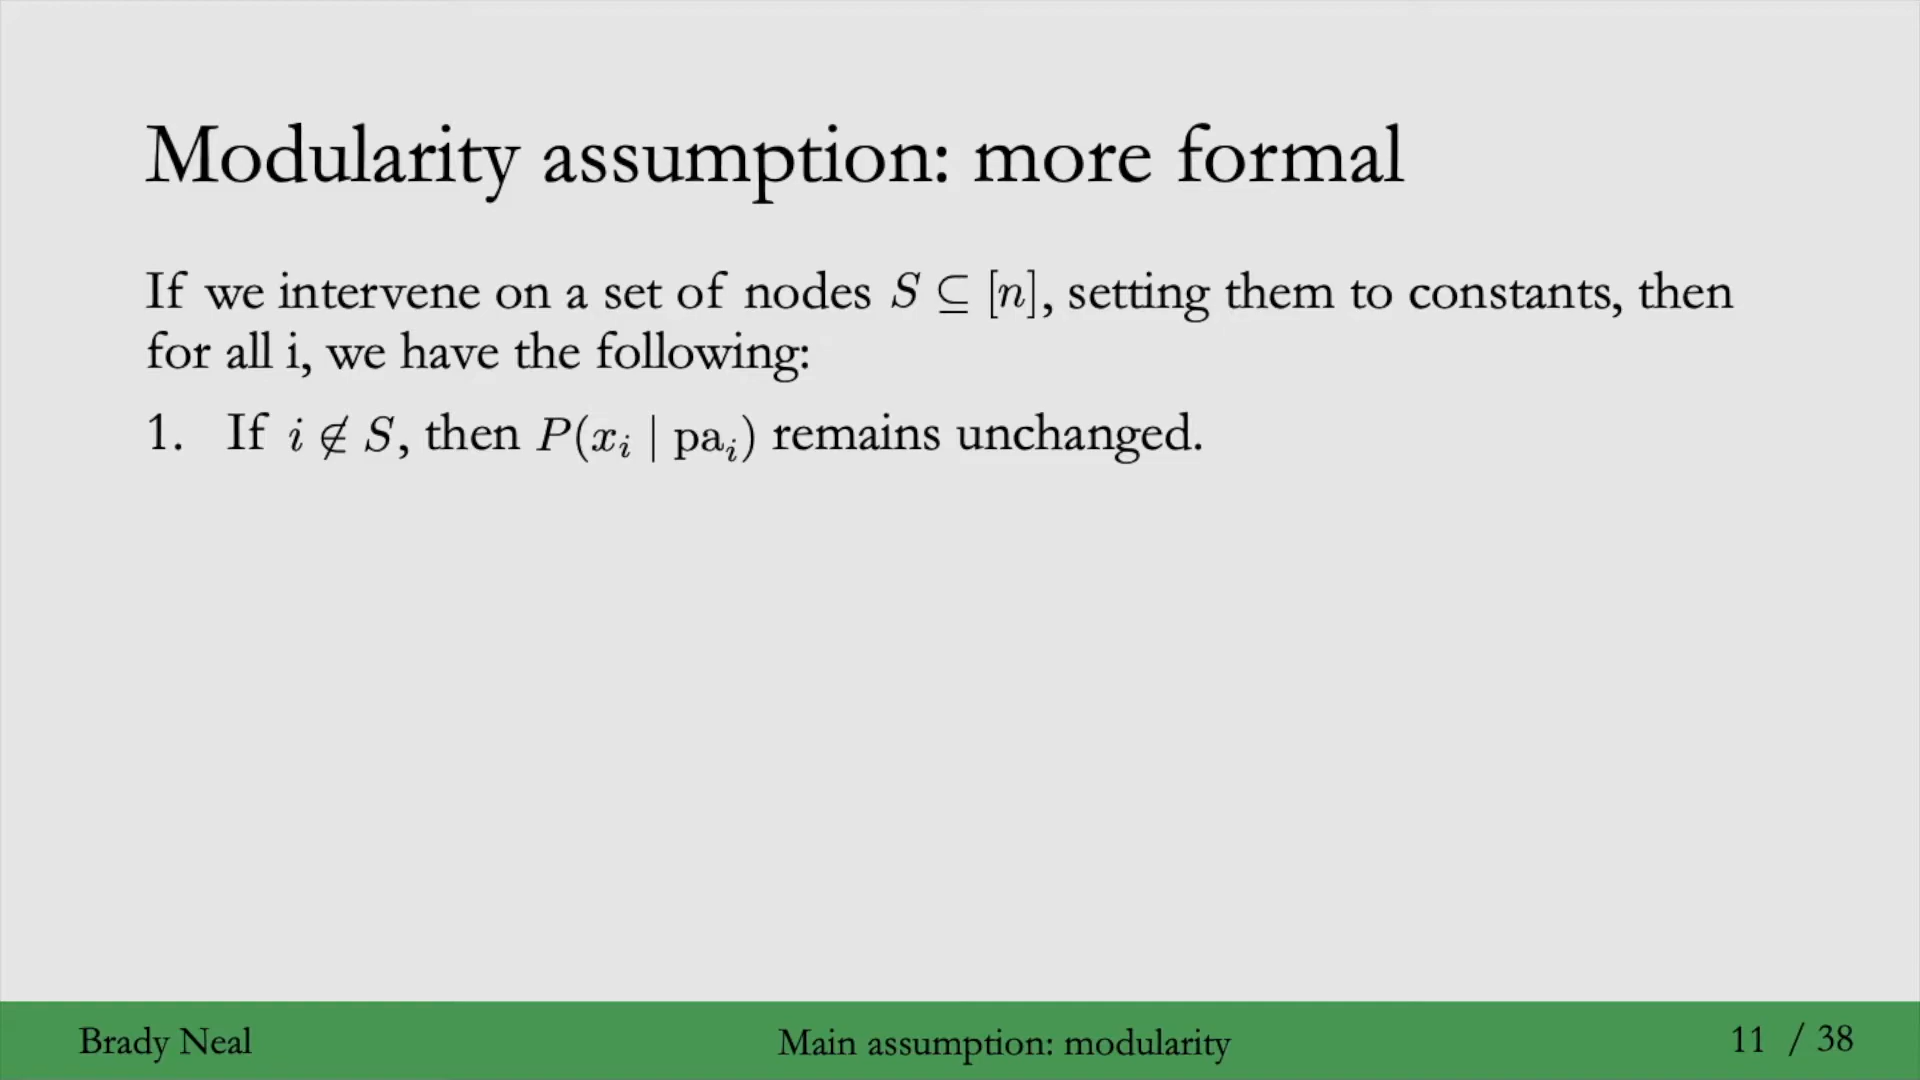 Modularity assumption: more formal
If we intervene on a set of nodes S ⊆ [n], setting them to constants, then
for all i, we have the following:
1. If i ∉ S, then P(xᵢ | paᵢ) remains unchanged.
Brady Neal
Main assumption: modularity
11 / 38